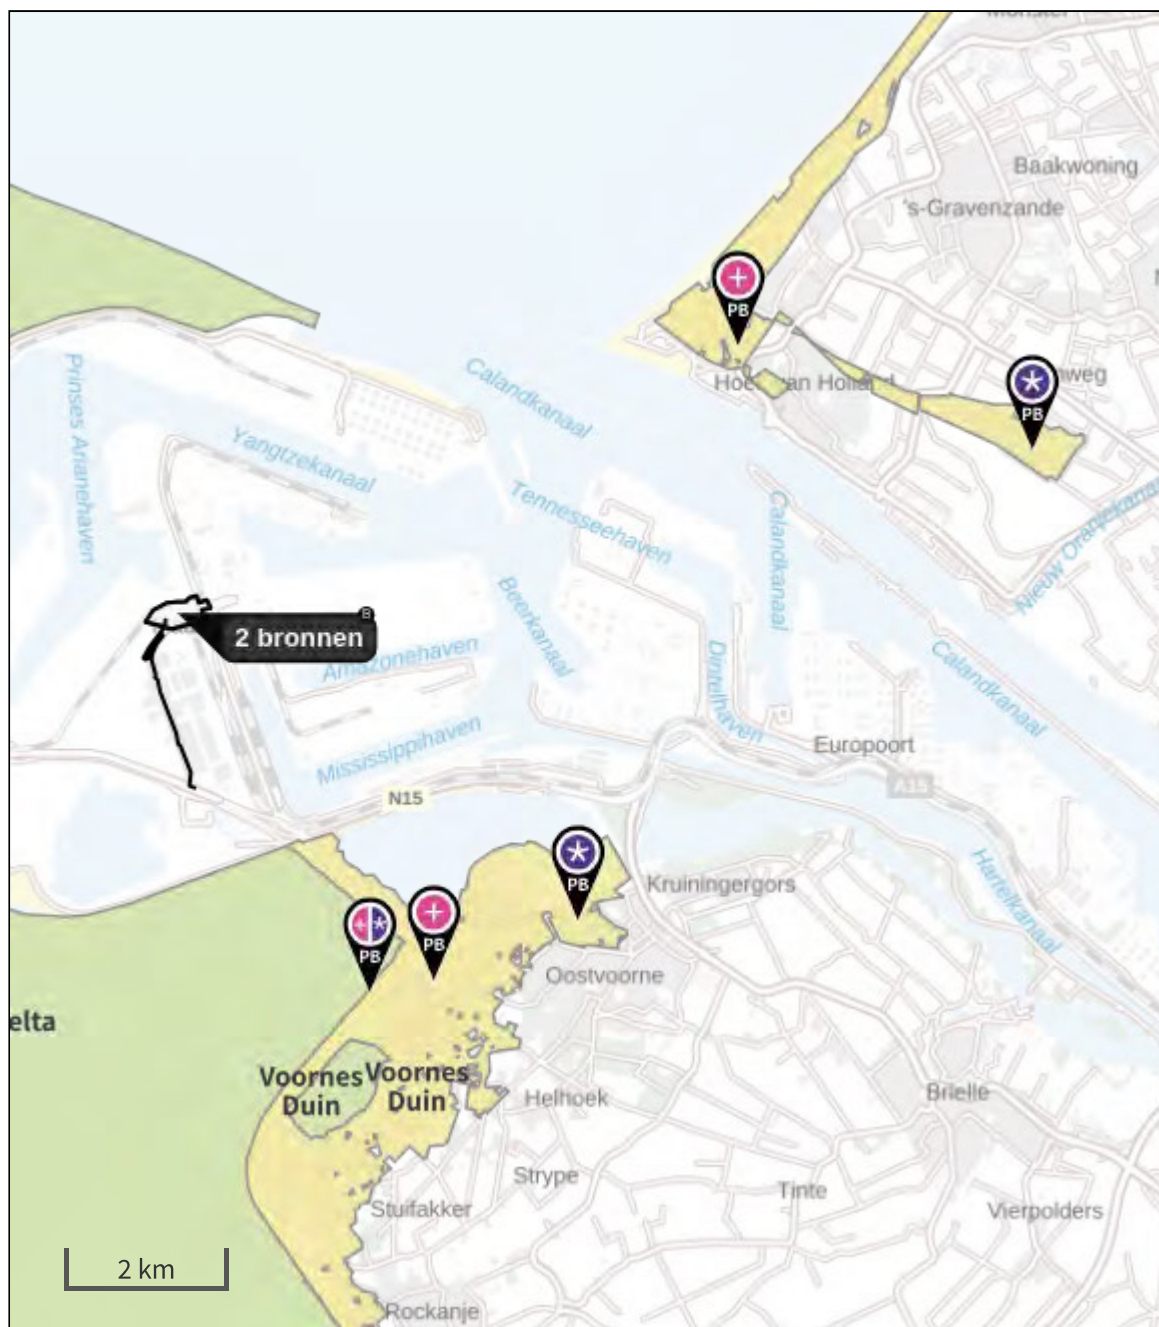 Monster
Baakwoning
's-Gravenzande
PB
Prinses Arianehaven
Calandkanaal
PB
Yangtzekanaal
Tennesseehaven
Calandkanaal
Nieuw Oranjekanaal
B
2 bronnen
Beerkanaal
Amazonehaven
Dintelhaven
Calandkanaal
Mississippihaven
Europoort
A15
N15
PB
Kruiningergors
Hartelkanaal
PB
PB
Oostvoorne
elta
Voornes
Duin
Voornes
Duin
Helhoek
Brielle
Strype
Tinte
Stuifakker
Vierpolders
2 km
Rockanje